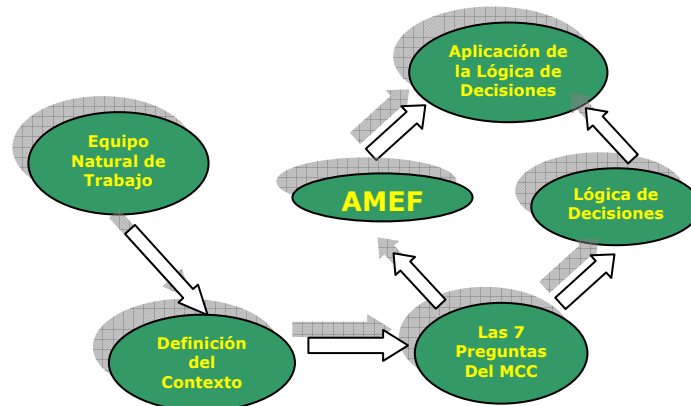 Aplicación de
la Lógica de
Decisiones
Equipo
Natural de
Trabajo
AMEF
Lógica de
Decisiones
Definición
del
Contexto
Las 7
Preguntas
Del MCC